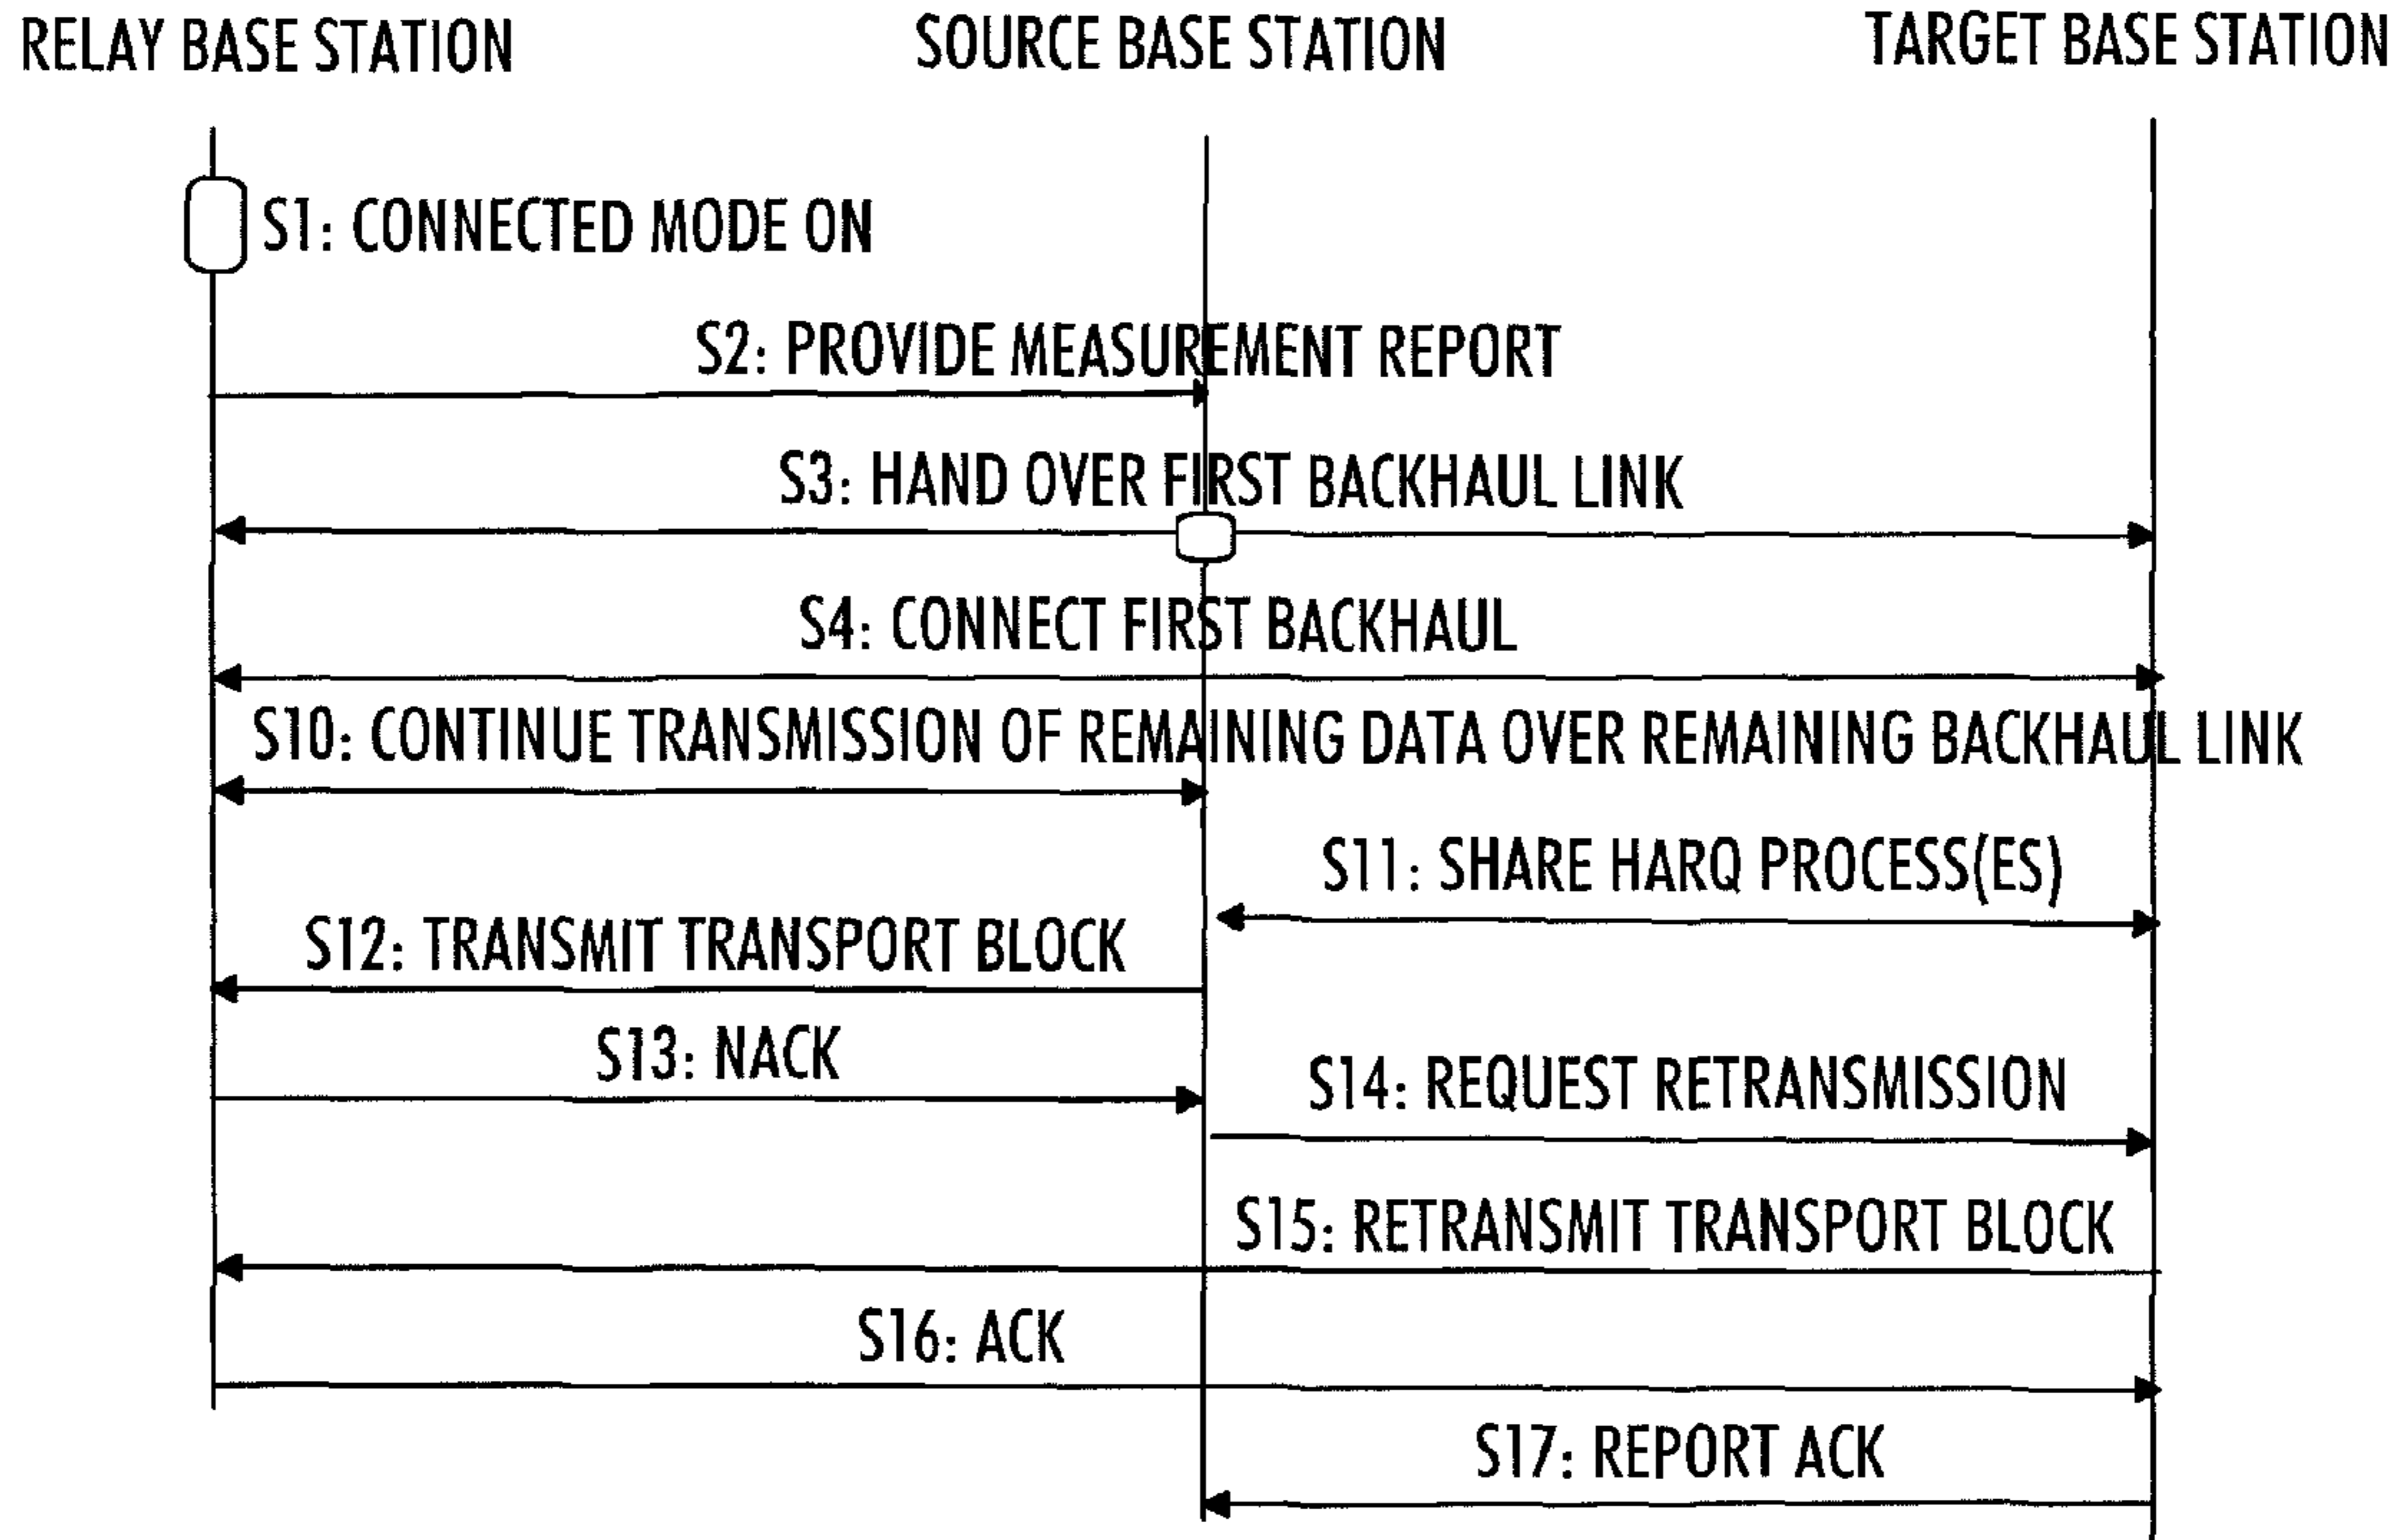 RELAY BASE STATION
SOURCE BASE STATION
TARGET BASE STATION
S1: CONNECTED MODE ON
S2: PROVIDE MEASUREMENT REPORT
S3: HAND OVER FIRST BACKHAUL LINK
S4: CONNECT FIRST BACKHAUL
S10: CONTINUE TRANSMISSION OF REMAINING DATA OVER REMAINING BACKHAUL LINK
S11: SHARE HARQ PROCESS(ES)
S12: TRANSMIT TRANSPORT BLOCK
S13: NACK
S14: REQUEST RETRANSMISSION
S15: RETRANSMIT TRANSPORT BLOCK
S16: ACK
S17: REPORT ACK